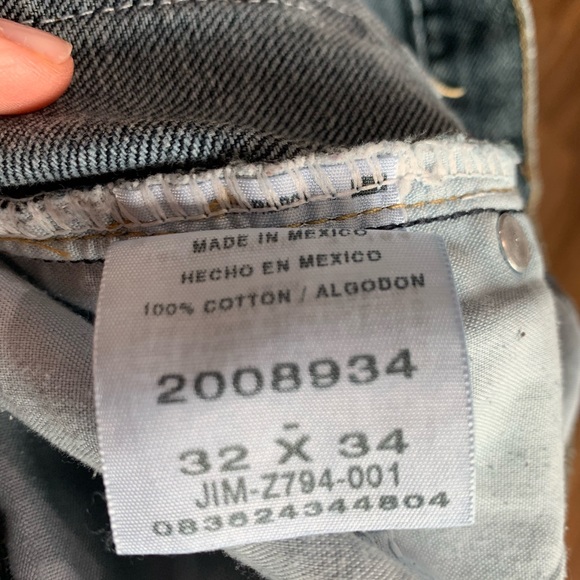 MADE IN MEXICO
HECHO EN MEXICO
100% COTTON / ALGODON
2008934
32 X 34
JIM-Z794-001
083624344804